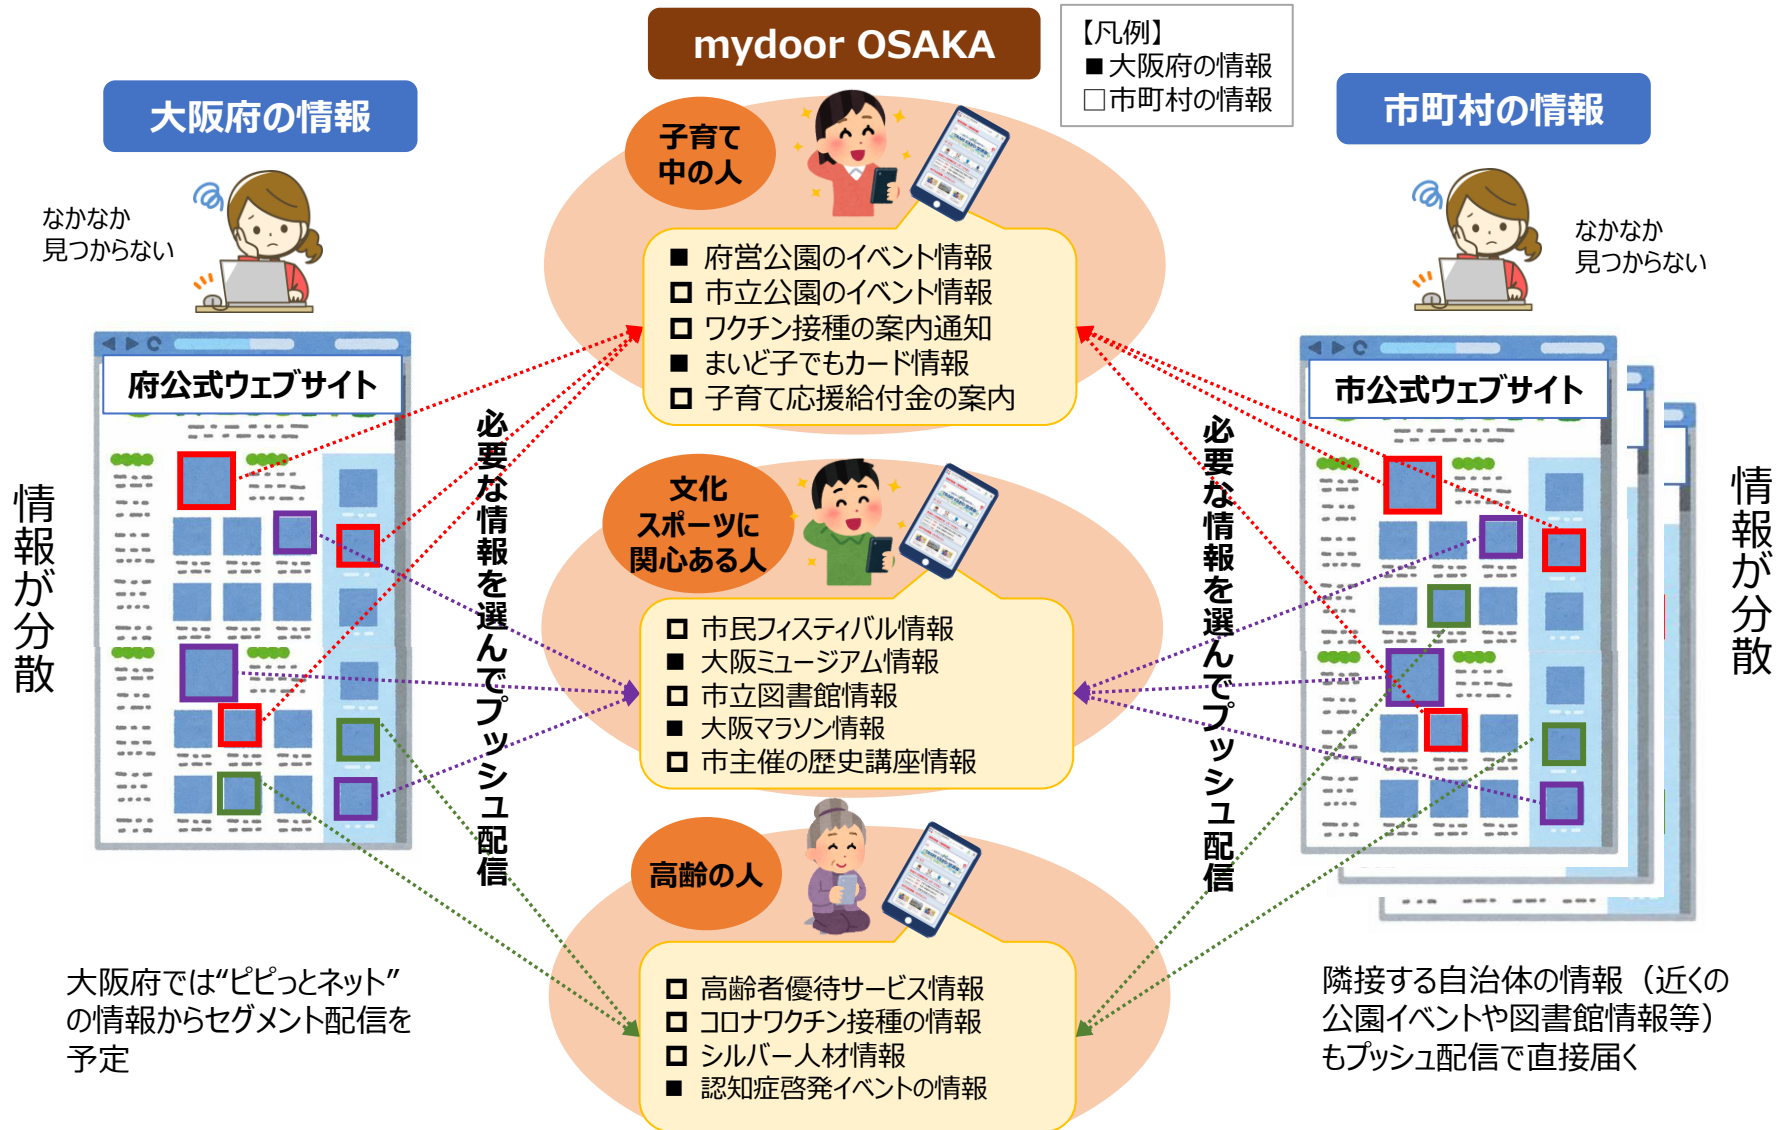 mydoor OSAKA
【凡例】
■大阪府の情報
□市町村の情報
大阪府の情報
なかなか
見つからない
府公式ウェブサイト
情報が分散
必要な情報を選んでプッシュ配信
大阪府では“ピピっとネット”
の情報からセグメント配信を
予定
子育て
中の人
■ 府営公園のイベント情報
□ 市立公園のイベント情報
□ ワクチン接種の案内通知
■ まいど子でもカード情報
□ 子育て応援給付金の案内
文化
スポーツに
関心ある人
□ 市民フィスティバル情報
■ 大阪ミュージアム情報
□ 市立図書館情報
■ 大阪マラソン情報
□ 市主催の歴史講座情報
高齢の人
□ 高齢者優待サービス情報
□ コロナワクチン接種の情報
□ シルバー人材情報
■ 認知症啓発イベントの情報
市町村の情報
なかなか
見つからない
市公式ウェブサイト
必要な情報を選んでプッシュ配信
情報が分散
隣接する自治体の情報（近くの
公園イベントや図書館情報等）
もプッシュ配信で直接届く